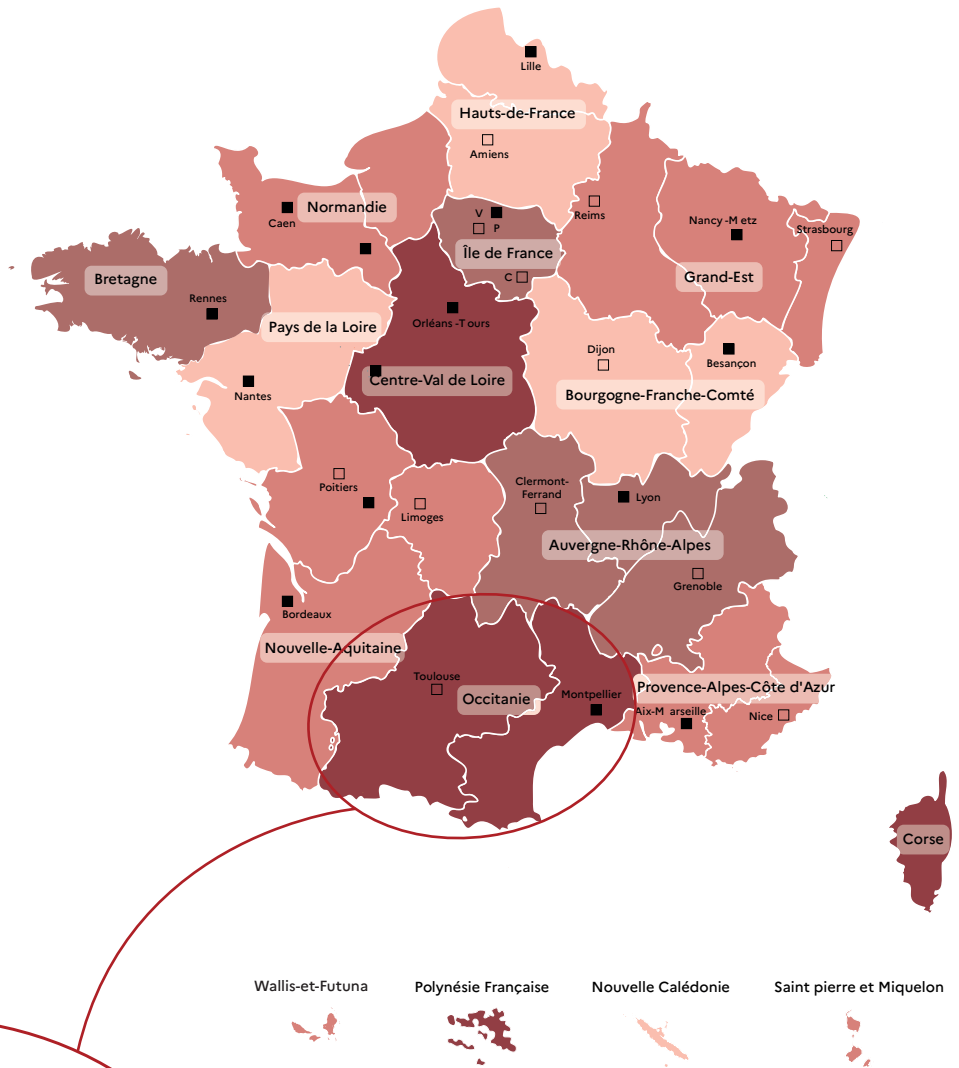 Lille
Hauts-de-France
Amiens
Normandie
Caen
Reims
V
P
Nancy-M etz
Strasbourg
Île de France
Bretagne
Grand-Est
C
Rennes
Orléans-T ours
Pays de la Loire
Dijon
Besançon
Centre-Val de Loire
Nantes
Bourgogne-Franche-Comté
Poitiers
Clermont-
Ferrand
Lyon
Limoges
Auvergne-Rhône-Alpes
Grenoble
Bordeaux
Nouvelle-Aquitaine
Toulouse
Occitanie
Montpellier
Provence-Alpes-Côte d'Azur
Aix-M arseille
Nice
Corse
Wallis-et-Futuna
Polynésie Française
Nouvelle Calédonie
Saint pierre et Miquelon